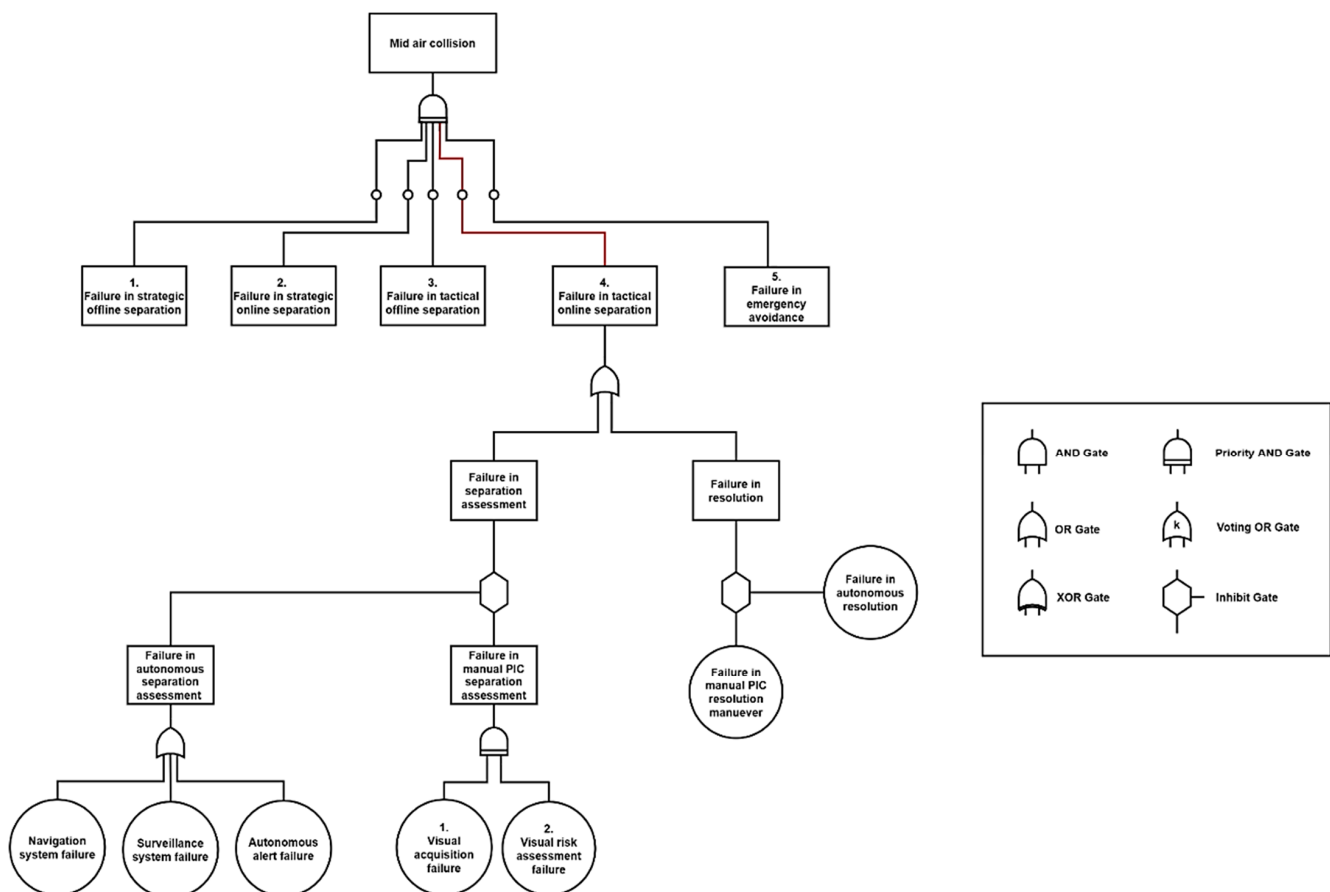 Mid air collision
1.
Failure in strategic
offline separation
2.
Failure in strategic
online separation
3.
Failure in tactical
offline separation
4.
Failure in tactical
online separation
5.
Failure in
emergency
avoidance
Failure in
separation
assessment
Failure in
resolution
Failure in
autonomous
resolution
Failure in
autonomous
separation
assessment
Failure in
manual PIC
separation
assessment
Failure in
manual PIC
resolution
manuever
Navigation
system failure
Surveillance
system failure
Autonomous
alert failure
1.
Visual
acquisition
failure
2.
Visual risk
assessment
failure
AND Gate
Priority AND Gate
OR Gate
k
Voting OR Gate
XOR Gate
Inhibit Gate